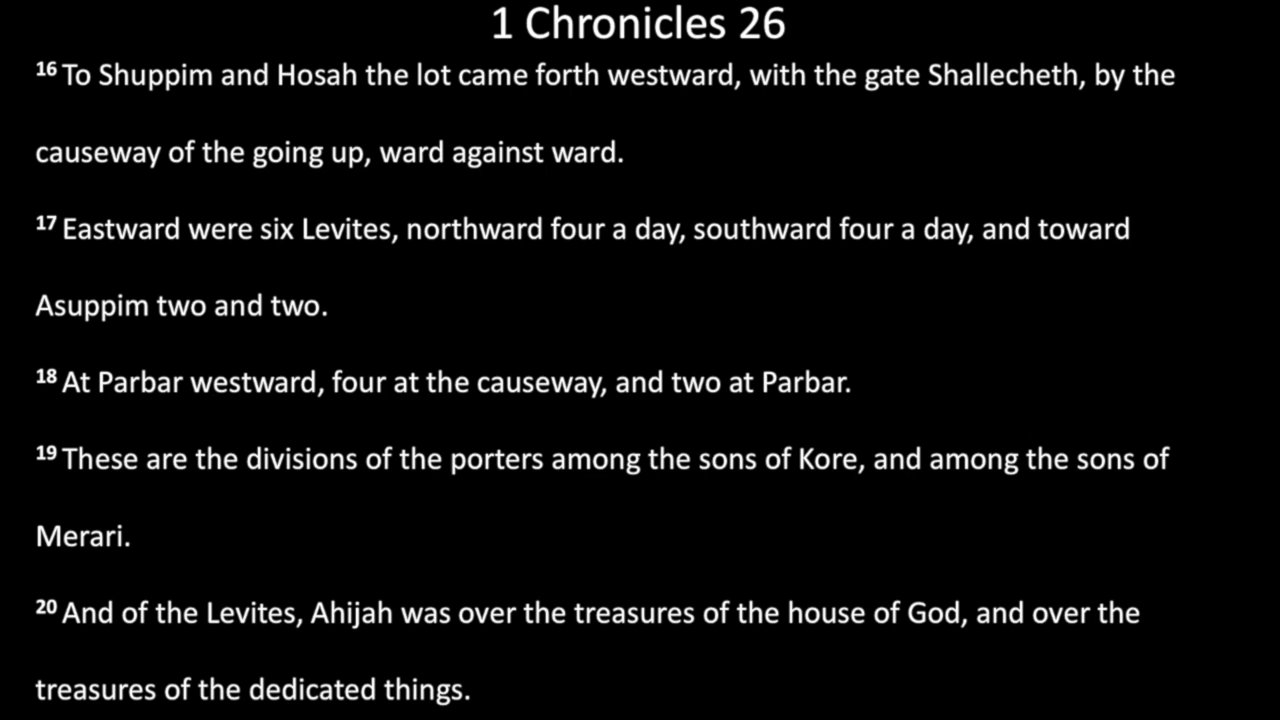 1 Chronicles 26
16 To Shuppim and Hosah the lot came forth westward, with the gate Shallecheth, by the
causeway of the going up, ward against ward.
17 Eastward were six Levites, northward four a day, southward four a day, and toward
Asuppim two and two.
18 At Parbar westward, four at the causeway, and two at Parbar.
19 These are the divisions of the porters among the sons of Kore, and among the sons of
Merari.
20 And of the Levites, Ahijah was over the treasures of the house of God, and over the
treasures of the dedicated things.